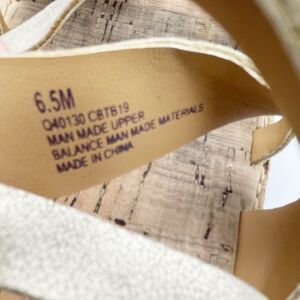 6.5M
Q40130 CBTB19
MAN MADE UPPER
BALANCE MAN MADE MATERIALS
MADE IN CHINA